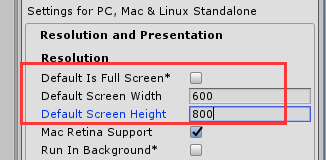 Settings for PC, Mac & Linux Standalone
Resolution and Presentation
Resolution
Default Is Full Screen*
Default Screen Width 600
Default Screen Height 800
Mac Retina Support
Run In Background*